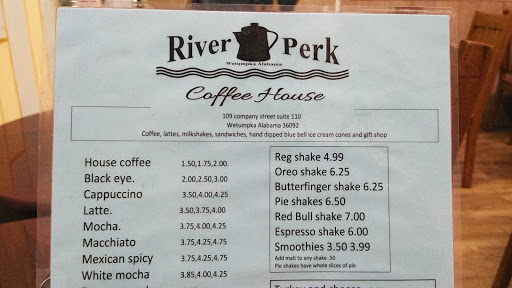 River Perk
Wetumpka Alabama
Coffee House
109 company street suite 110
Wetumpka Alabama 36092
Coffee, lattes, milkshakes, sandwiches, hand dipped blue bell ice cream cones and gift shop
House coffee 1.50,1.75,2.00.
Black eye. 2.00,2.50,3.00
Cappuccino 3.50,4.00,4.25
Latte. 3.50,3.75,4.00
Mocha. 3.75,4.00,4.25
Macchiato 3.75,4.25,4.75
Mexican spicy 3.75,4.25,4.75
White mocha 3.85,4.00,4.25
Reg shake 4.99
Oreo shake 6.25
Butterfinger shake 6.25
Pie shakes 6.50
Red Bull shake 7.00
Espresso shake 6.00
Smoothies 3.50 3.99
Add malt to any shake .50
Pie shakes have whole slices of pie
Turkey and cheese